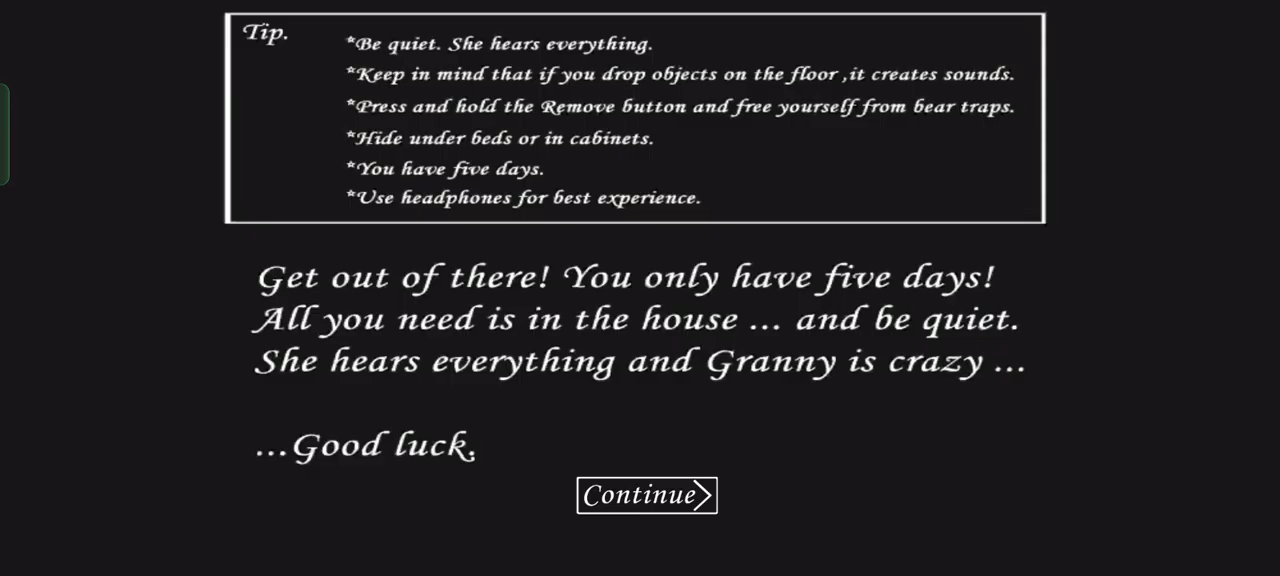 Tip.
*Be quiet. She hears everything.
*Keep in mind that if you drop objects on the floor ,it creates sounds.
*Press and hold the Remove button and free yourself from bear traps.
*Hide under beds or in cabinets.
*You have five days.
*Use headphones for best experience.
Get out of there! You only have five days!
All you need is in the house ... and be quiet.
She hears everything and Granny is crazy ...
...Good luck.
Continue